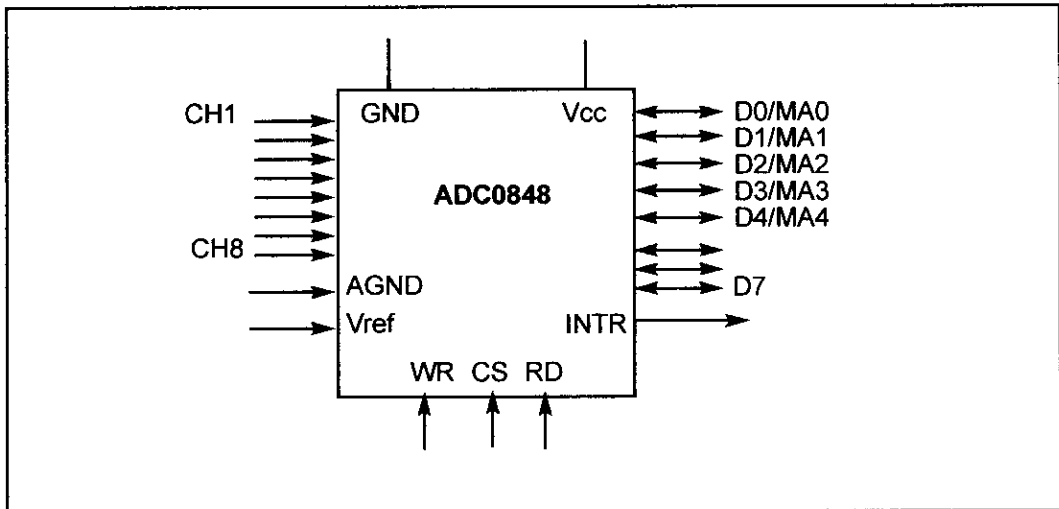 CH1
CH8
GND
Vcc
ADC0848
AGND
Vref
INTR
WR CS RD
D0/MA0
D1/MA1
D2/MA2
D3/MA3
D4/MA4
D7